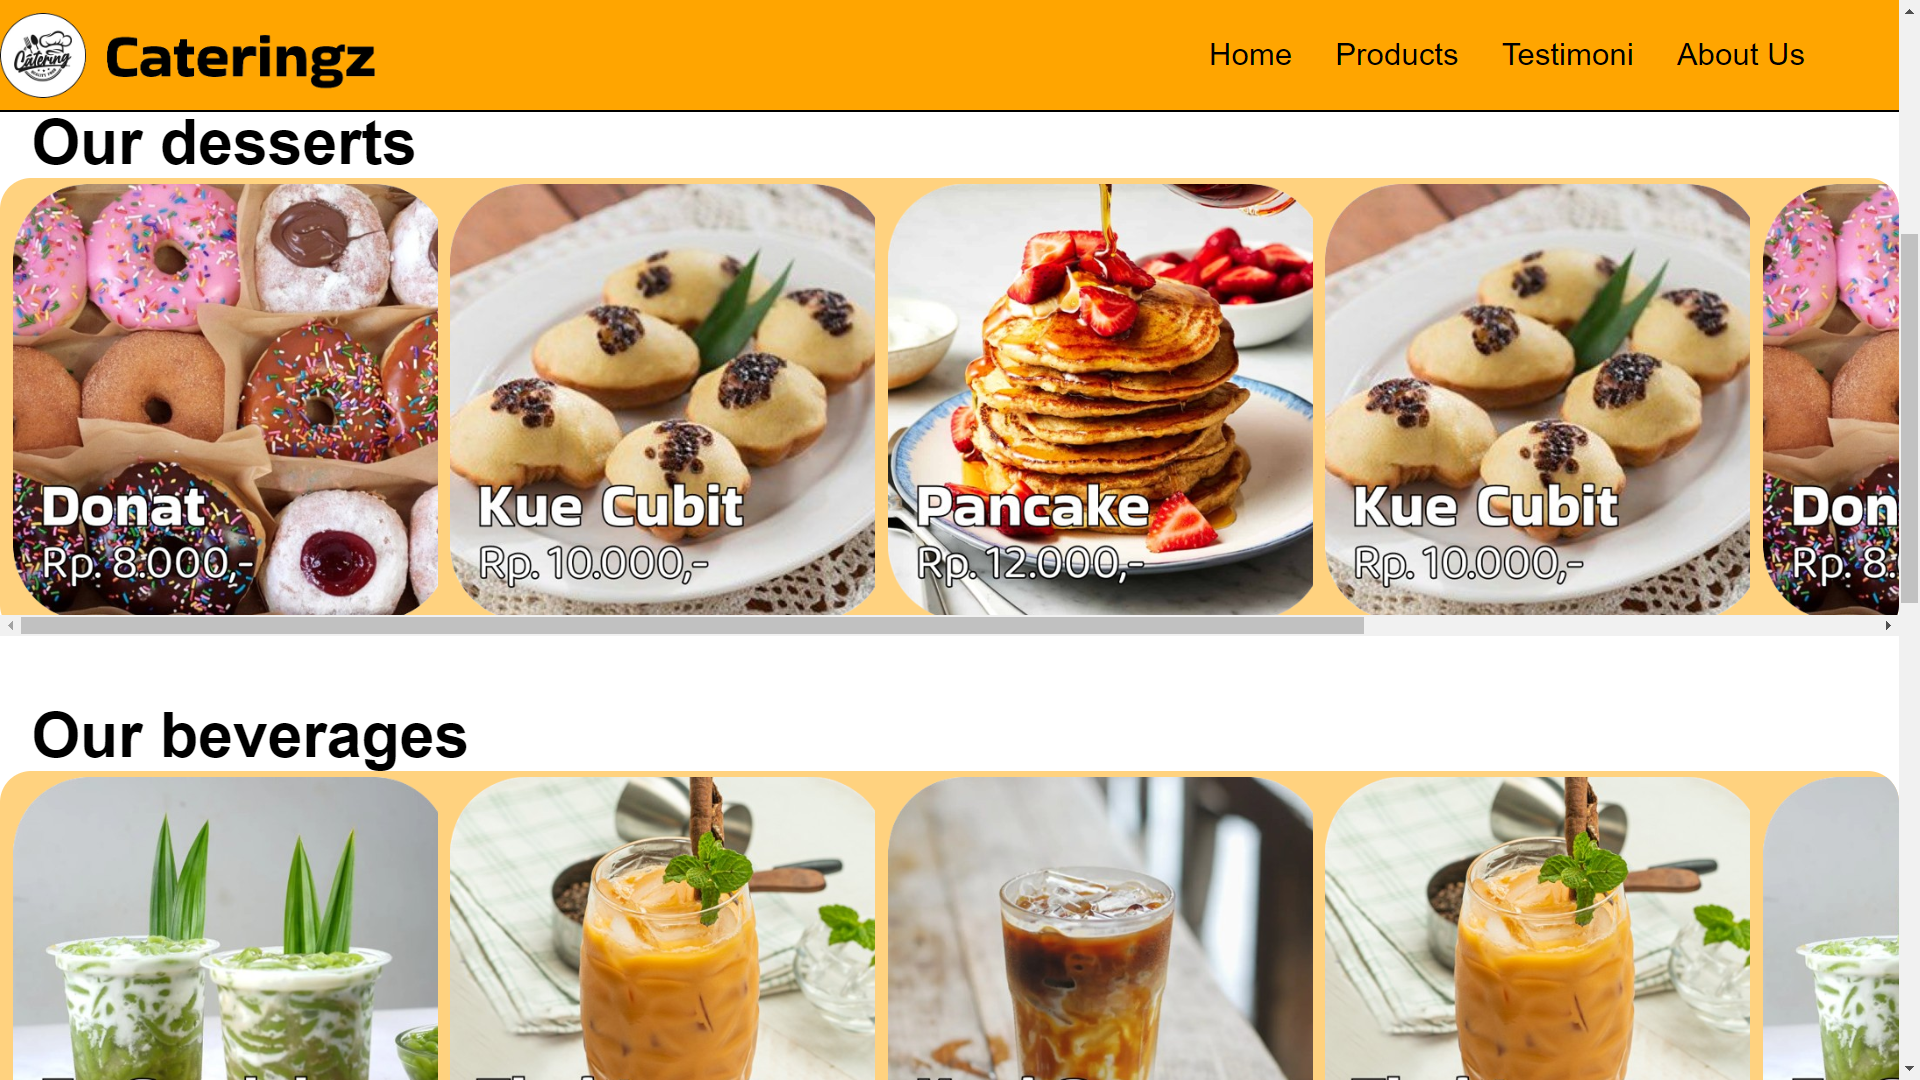 Catering
Cateringz
Home
Products
Testimoni
About Us
Our desserts
Donat
Rp. 8.000,-
Kue Cubit
Rp. 10.000,-
Pancake
Rp. 12.000,-
Kue Cubit
Rp. 10.000,-
Don
Rp. 8.
Our beverages